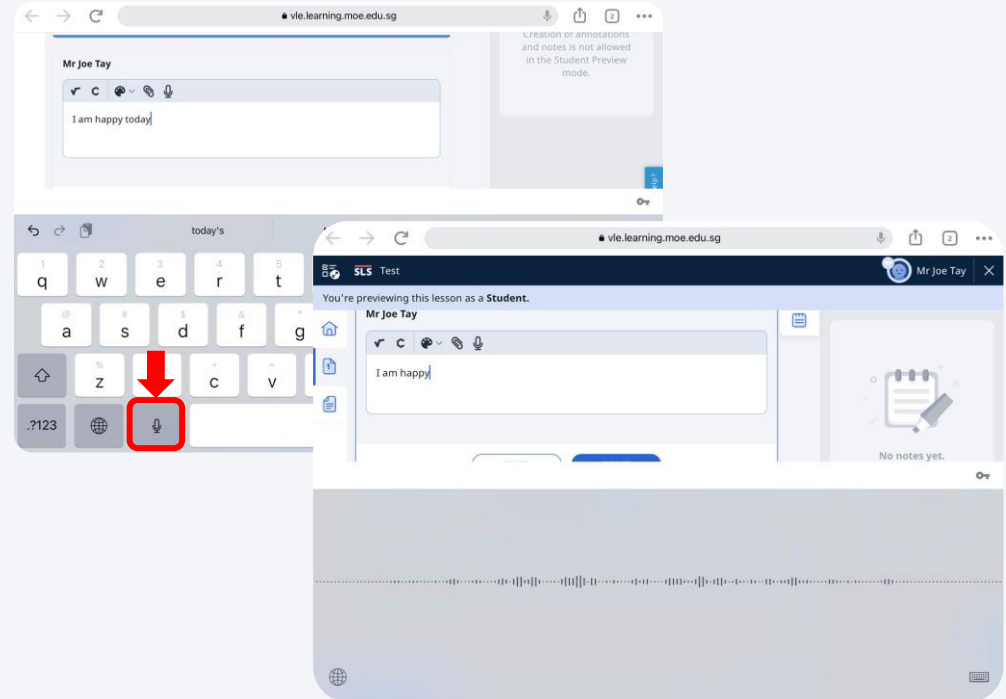 vle.learning.moe.edu.sg
2
Creation of annotations
and notes is not allowed
in the Student Preview
mode.
Mr Joe Tay
I am happy today
today's
1 2 3 4 5
q w e r t
@ # $ &
a s d f g
% - + =
z c v
.?123
vle.learning.moe.edu.sg
2
SLS Test
Mr Joe Tay
You're previewing this lesson as a Student.
Mr Joe Tay
I am happy
No notes yet.